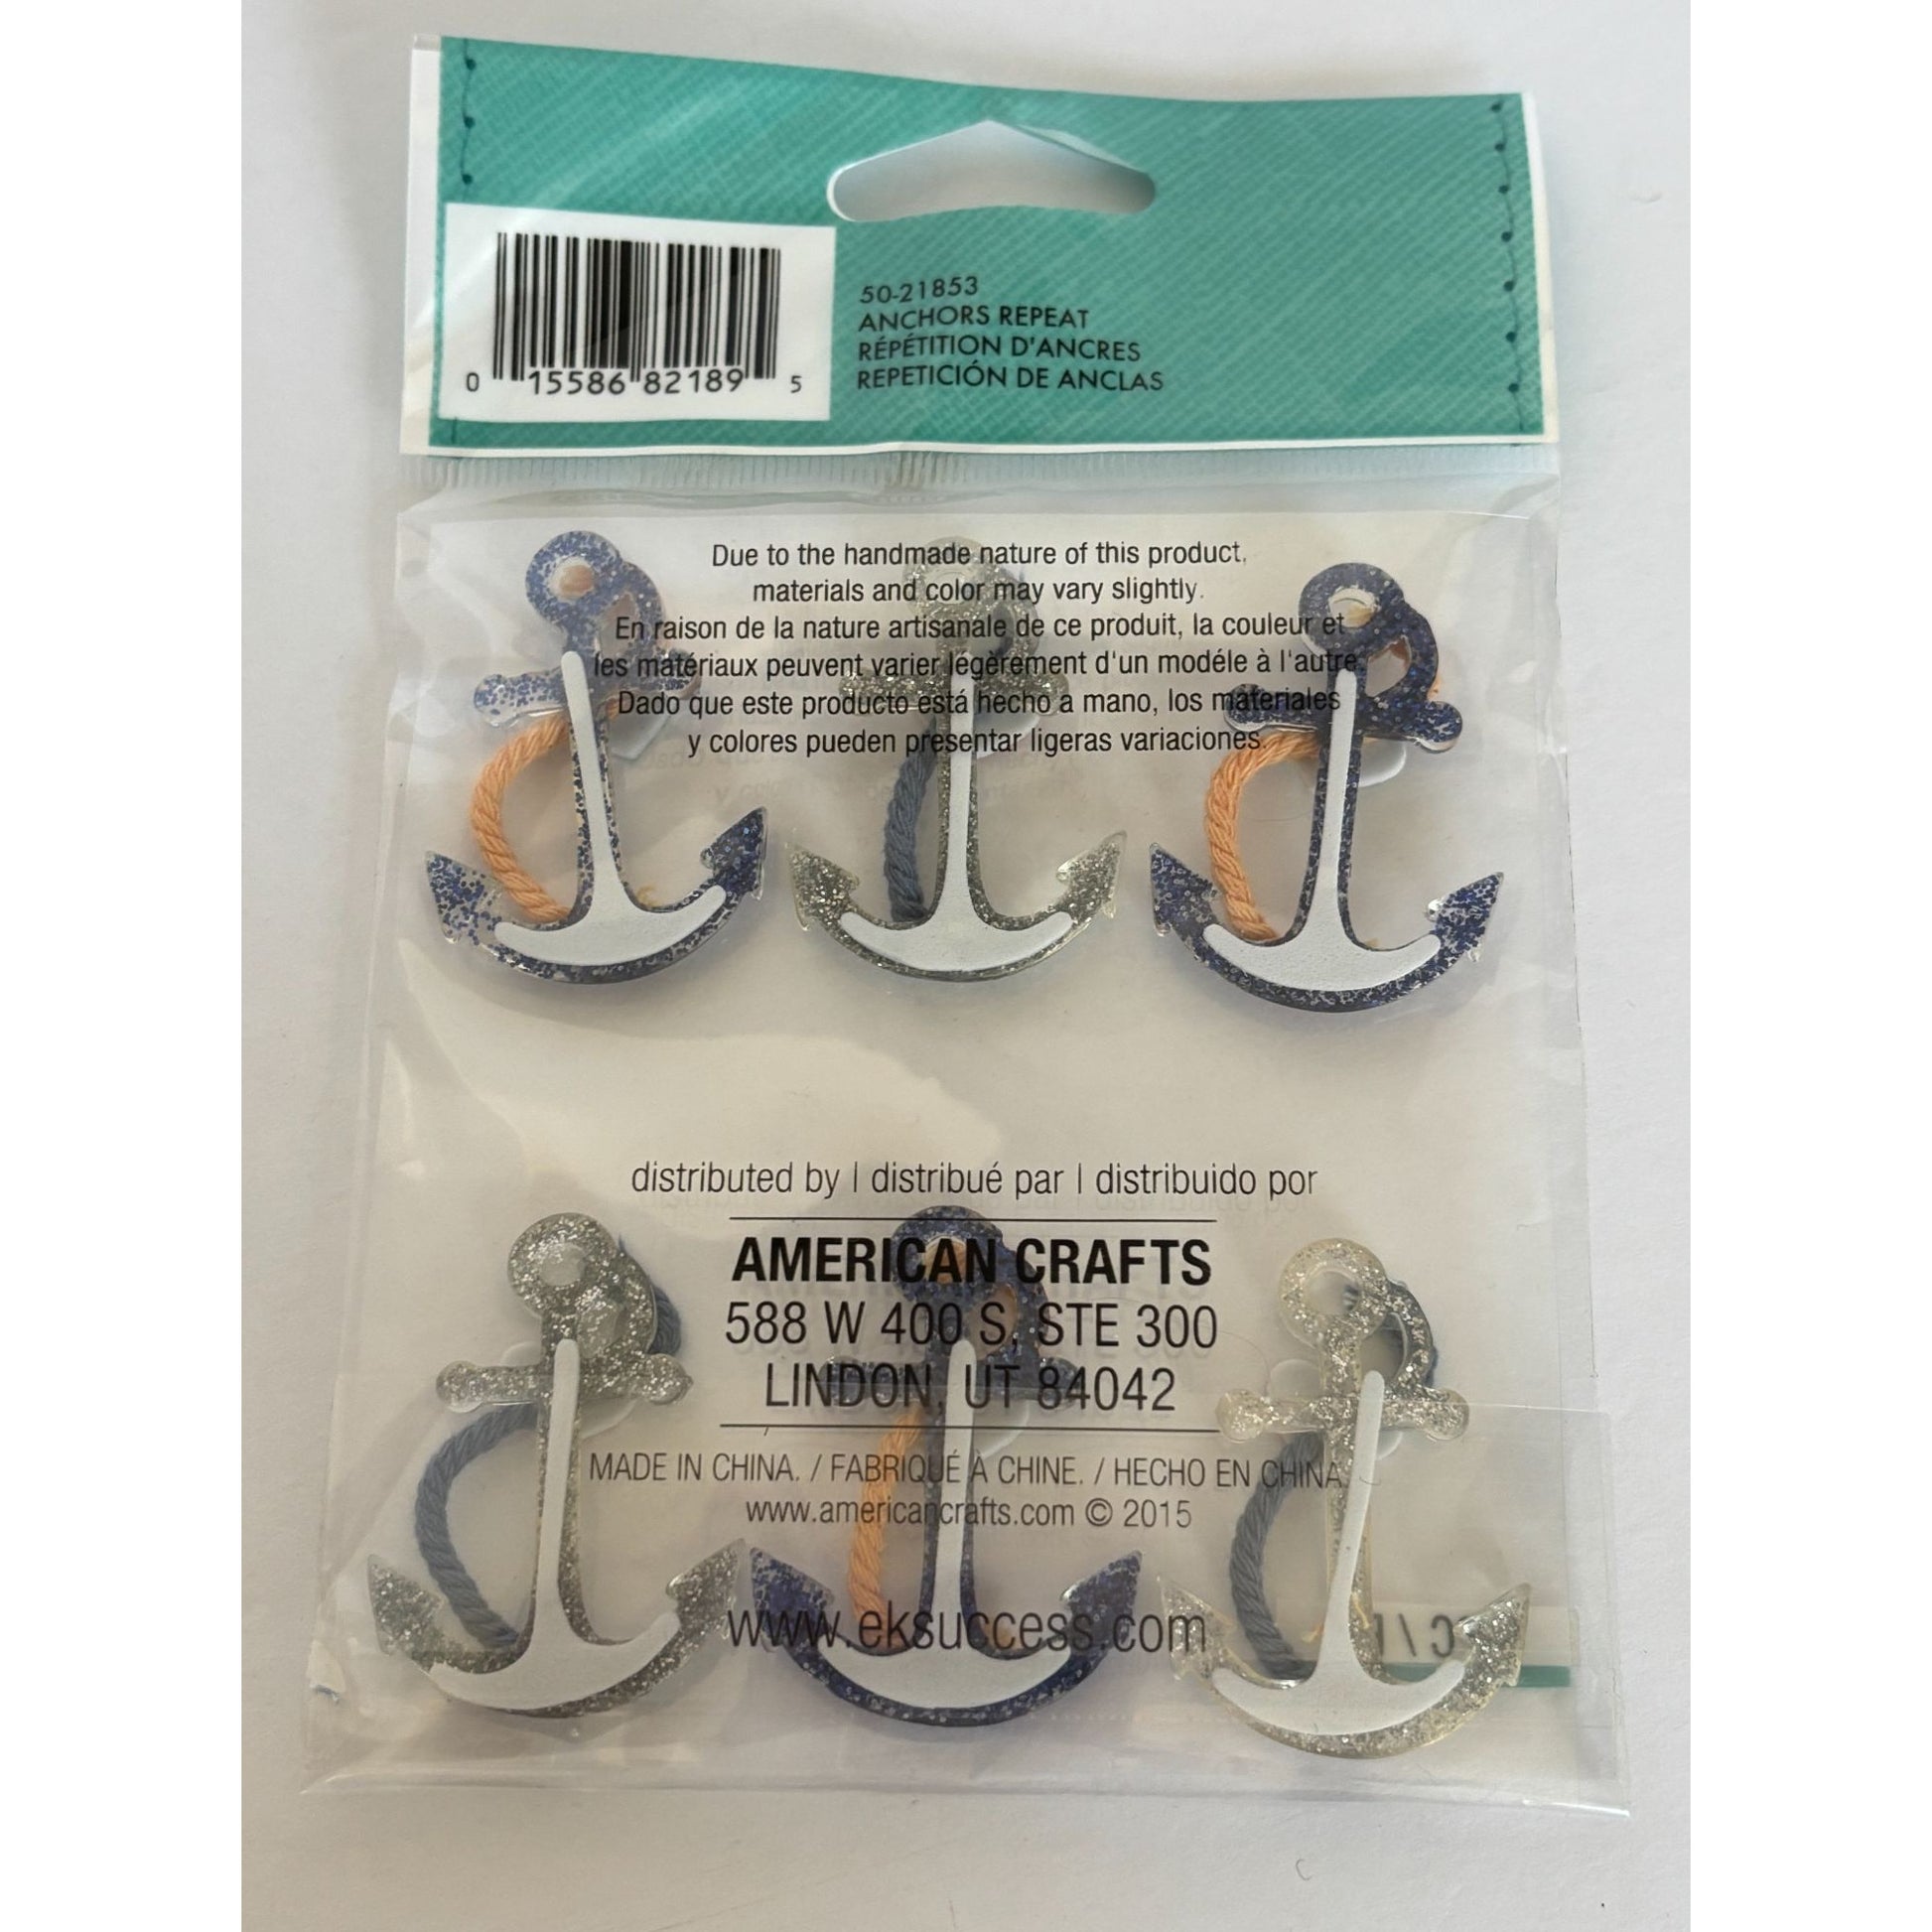 0 15586 82189 5
50-21853
ANCHORS REPEAT
RÉPÉTITION D'ANCRES
REPETICIÓN DE ANCLAS
Due to the handmade nature of this product,
materials and color may vary slightly.
En raison de la nature artisanale de ce produit, la couleur et
les matériaux peuvent varier légèrement d'un modéle à l'autre.
Dado que este producto está hecho a mano, los materiales
y colores pueden presentar ligeras variaciones.
distributed by | distribué par | distribuido por
AMERICAN CRAFTS
588 W 400 S, STE 300
LINDON, UT 84042
MADE IN CHINA. / FABRIQUÉ À CHINE. / HECHO EN CHINA.
www.americancrafts.com © 2015
www.eksuccess.com